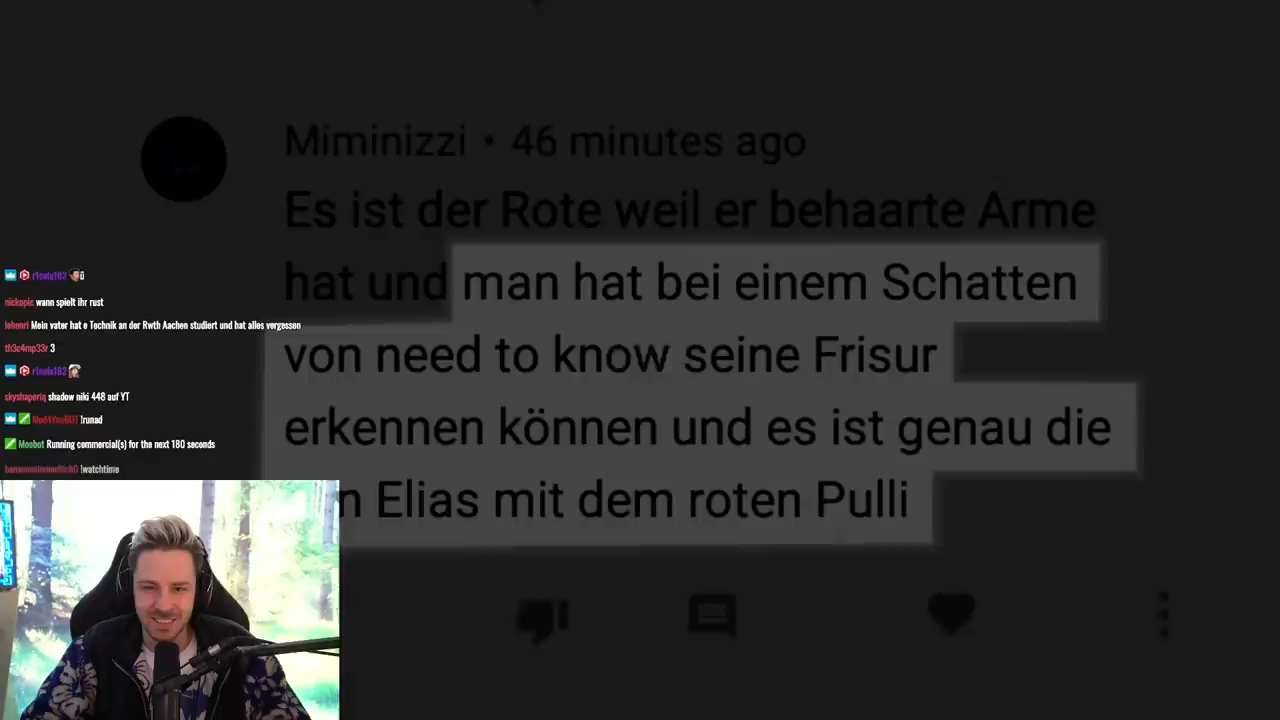 Miminizzi • 46 minutes ago
Es ist der Rote weil er behaarte Arme
hat und man hat bei einem Schatten
von need to know seine Frisur
erkennen können und es ist genau die
Elias mit dem roten Pulli
nickopic wann spielt ihr rust
Mein vater hat e Technik an der Rwth Aachen studiert und hat alles vergessen
th3c4mp33r 3
skyshaperiq shadow niki 448 auf YT
!runad
Moobot Running commercial(s) for the next 180 seconds
!watchtime